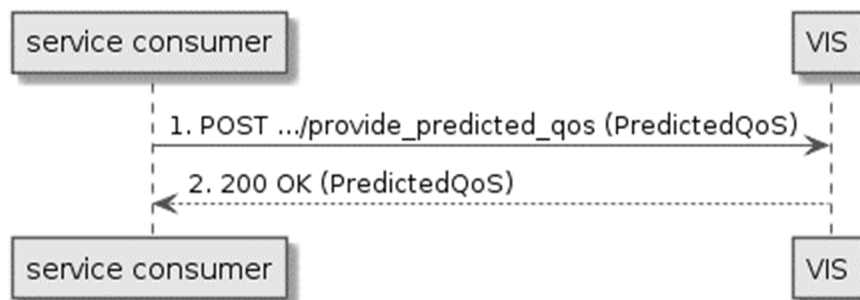 service consumer
VIS
1. POST .../provide_predicted_qos (PredictedQoS)
2. 200 OK (PredictedQoS)
service consumer
VIS